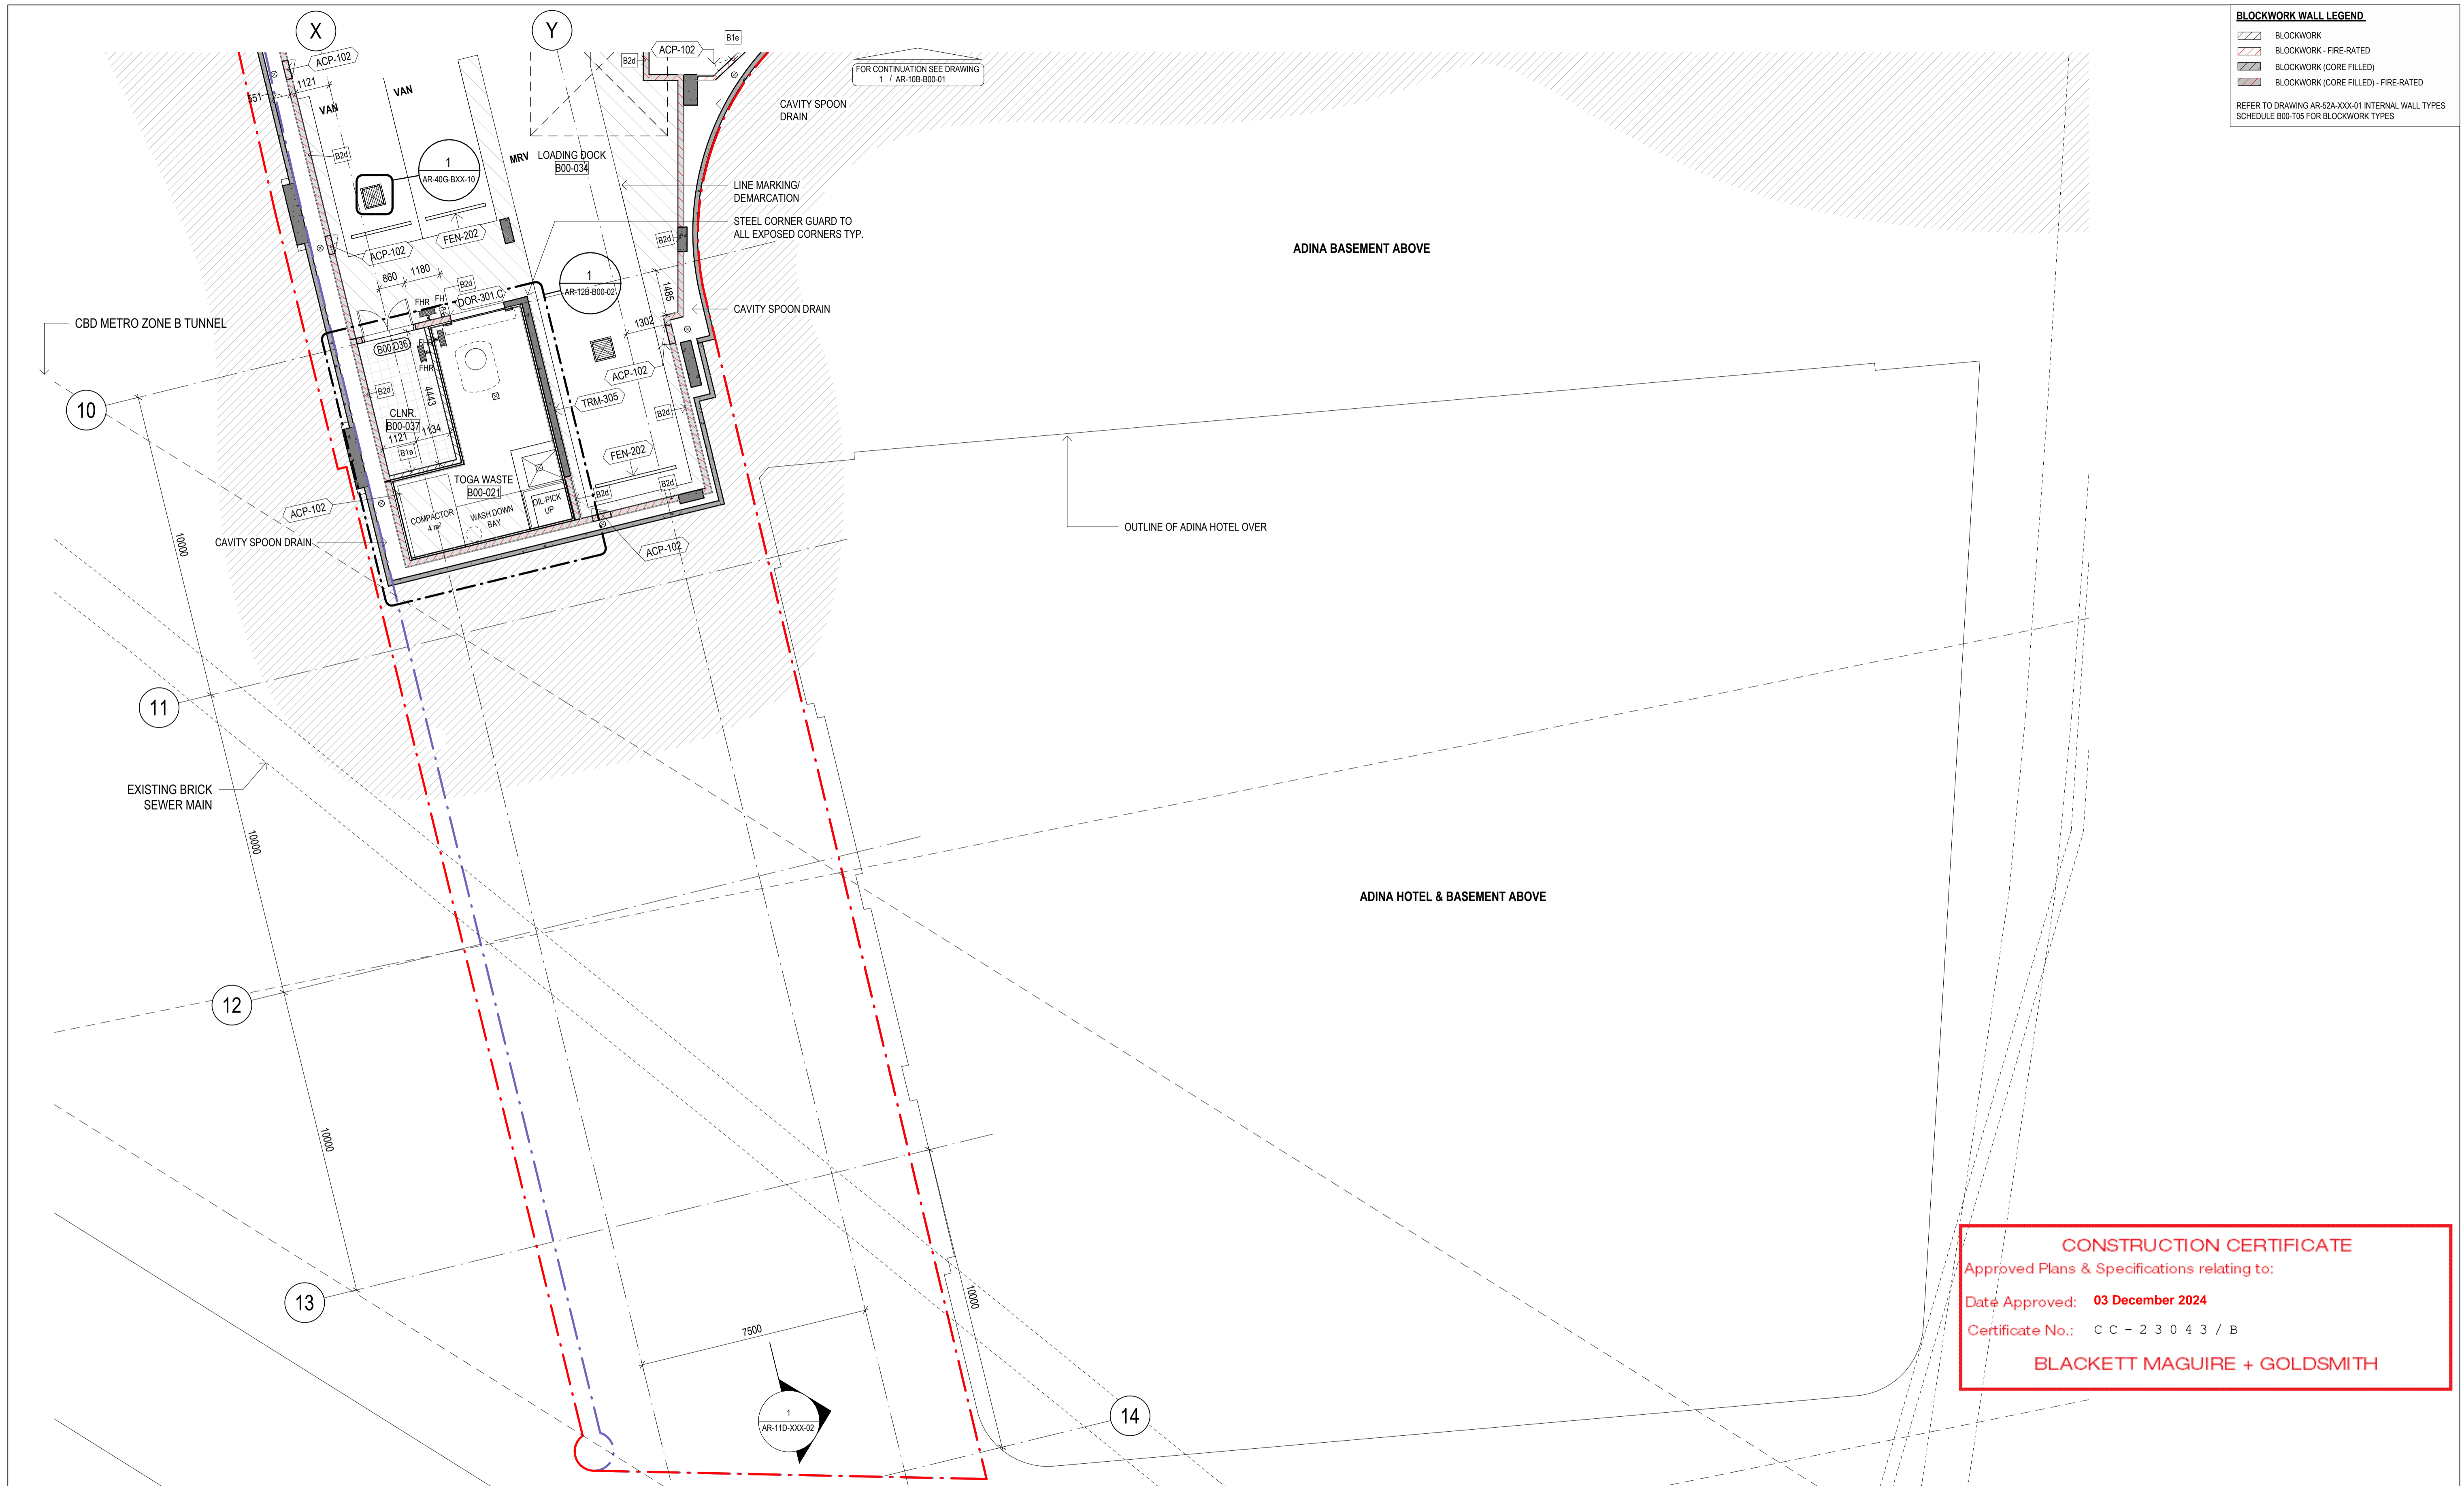 BLOCKWORK WALL LEGEND
BLOCKWORK
BLOCKWORK - FIRE-RATED
BLOCKWORK (CORE FILLED)
BLOCKWORK (CORE FILLED) - FIRE-RATED
REFER TO DRAWING AR-52A-XXX-01 INTERNAL WALL TYPES
SCHEDULE B00-T05 FOR BLOCKWORK TYPES
X
Y
ACP-102
B1e
B2d
ACP-102
1121
551
VAN
VAN
FOR CONTINUATION SEE DRAWING
1 / AR-10B-B00-01
CAVITY SPOON
DRAIN
B2d
1
AR-40G-BXX-10
MRV
LOADING DOCK
B00-034
LINE MARKING/
DEMARCATION
STEEL CORNER GUARD TO
ALL EXPOSED CORNERS TYP.
FEN-202
ACP-102
B2d
ADINA BASEMENT ABOVE
860
1180
B2d
1
AR-12B-B00-02
1485
FHR
FH
DOR-301.C
CAVITY SPOON DRAIN
1302
CBD METRO ZONE B TUNNEL
B00.D36
FHR
FHR
ACP-102
10
B2d
4443
TRM-305
B2d
CLNR.
B00-037
1121
1134
B1a
FEN-202
TOGA WASTE
B00-021
B2d
B2d
OIL-PICK
UP
COMPACTOR
4 m²
WASH DOWN
BAY
ACP-102
CAVITY SPOON DRAIN
ACP-102
OUTLINE OF ADINA HOTEL OVER
10000
11
EXISTING BRICK
SEWER MAIN
10000
ADINA HOTEL & BASEMENT ABOVE
12
10000
13
10000
7500
1
AR-11D-XXX-02
14
CONSTRUCTION CERTIFICATE
Approved Plans & Specifications relating to:
Date Approved: 03 December 2024
Certificate No.: CC-23043/B
BLACKETT MAGUIRE + GOLDSMITH